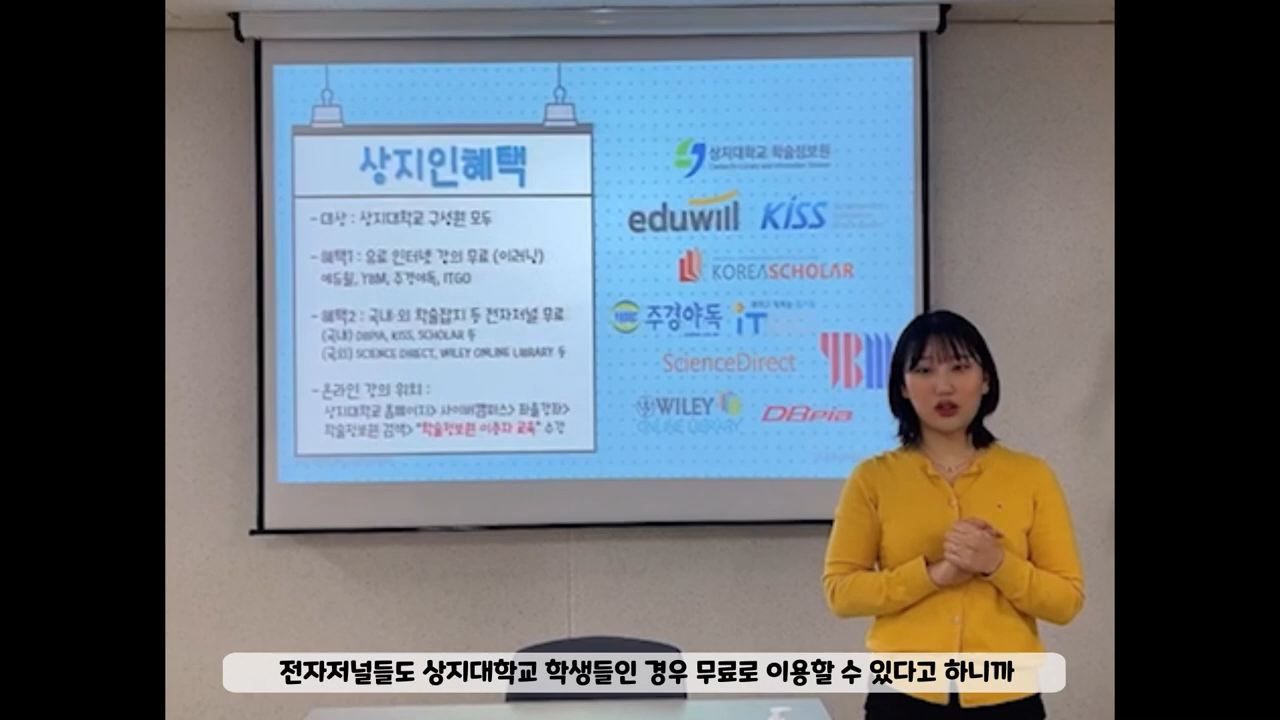 상지인혜택
- 대상 : 상지대학교 구성원 모두
- 혜택1 : 유료 인터넷 강의 무료 (이러닝)
에듀윌, YBM, 주경야독, ITGO
- 혜택2 : 국내·외 학술잡지 등 전자저널 무료
(국내) DBPIA, KISS, SCHOLAR 등
(국외) SCIENCE DIRECT, WILEY ONLINE LIBRARY 등
- 온라인 강의 위치 :
상지대학교 홈페이지> 사이버캠퍼스> 파을강좌>
학술정보원 검색> "학술정보원 이용자 교육" 수강
상지대학교 학술정보원
eduwill
KISS
KOREASCHOLAR
주경야독
iT
ScienceDirect
YBM
WILEY
ONLINE LIBRARY
DBpia
전자저널들도 상지대학교 학생들인 경우 무료로 이용할 수 있다고 하니까